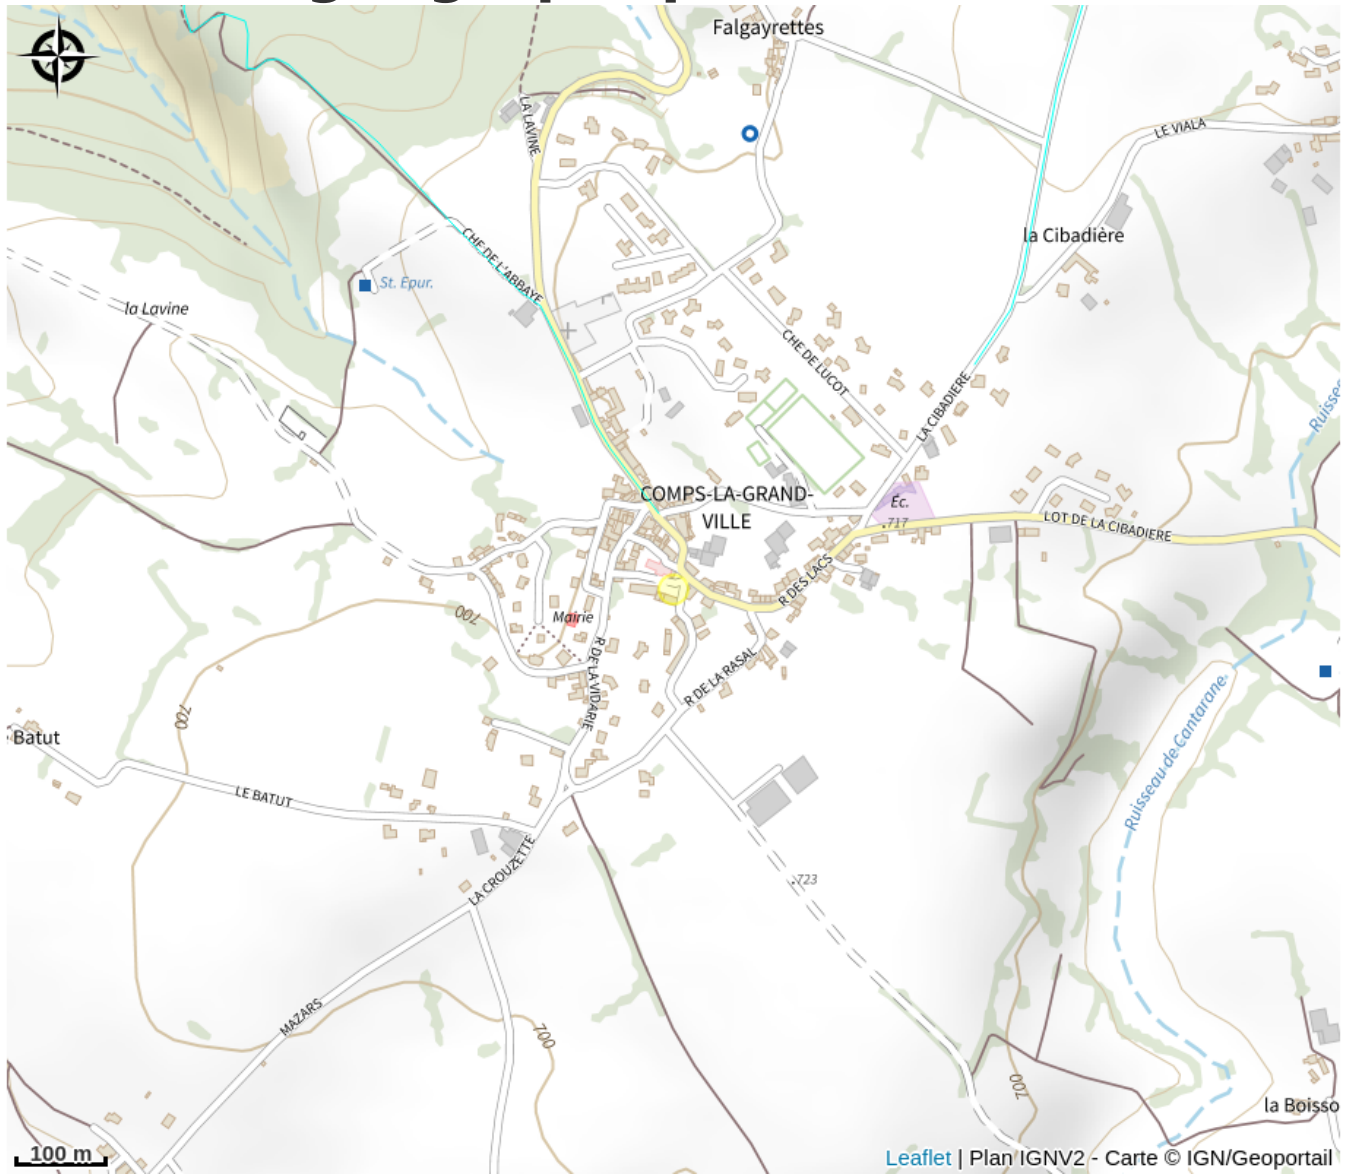 Falgayrettes
LA LAVINE
LE VIALA
la Cibadière
CHE DE L'ABBAYE
St. Epur.
la Lavine
CHE DE LUCOT
LA CIBADIERE
COMPS-LA-GRAND-
VILLE
Éc.
717
LOT DE LA CIBADIERE
R DES LACS
700
Mairie
R DE LA VIDARIE
R DE LA RASAL
Ruisseau de Cantarane
700
Batut
LE BATUT
LA CROUZETTE
723
MAZARS
700
700
la Boisso
100 m
Leaflet | Plan IGNV2 - Carte © IGN/Geoportail